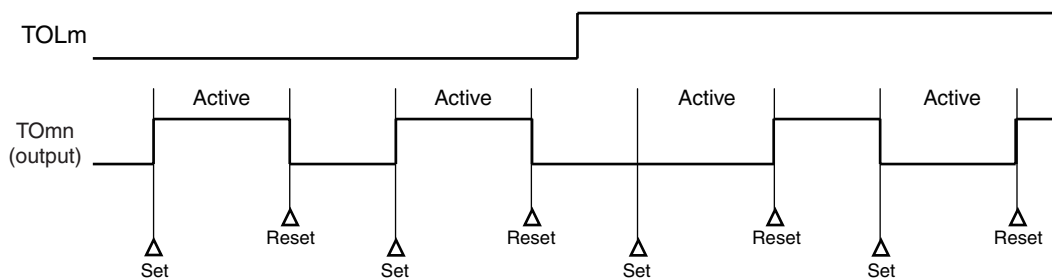 TOLm
Active Active Active Active
TOmn
(output)
Reset Reset Reset Reset
Set Set Set Set